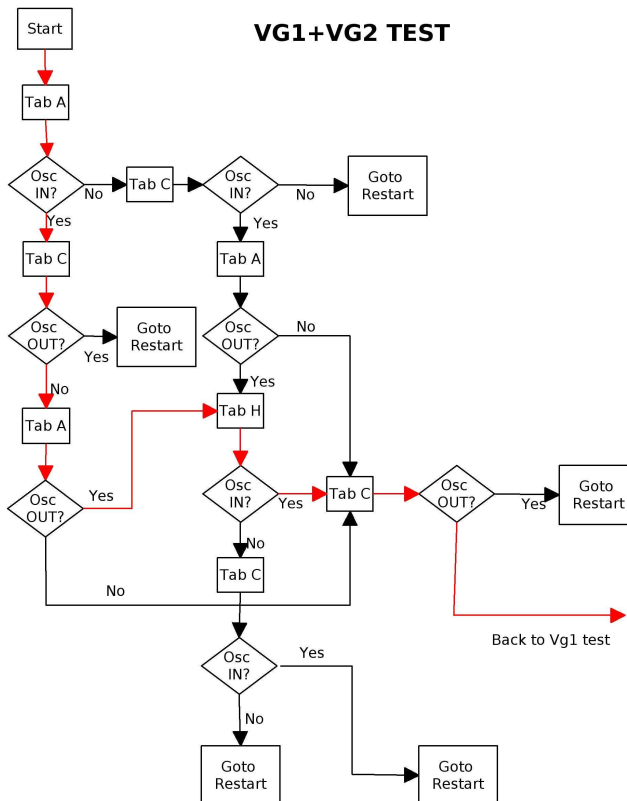 Start
VG1+VG2 TEST
Tab A
Osc
IN?
No
Tab C
Osc
IN?
No
Goto
Restart
Yes
Yes
Tab C
Tab A
Osc
OUT?
Yes
Goto
Restart
Osc
OUT?
No
No
Yes
Tab A
Tab H
Osc
OUT?
Yes
Osc
IN?
Yes
Tab C
Osc
OUT?
Yes
Goto
Restart
No
Tab C
No
Back to Vg1 test
Osc
IN?
Yes
No
Goto
Restart
Goto
Restart